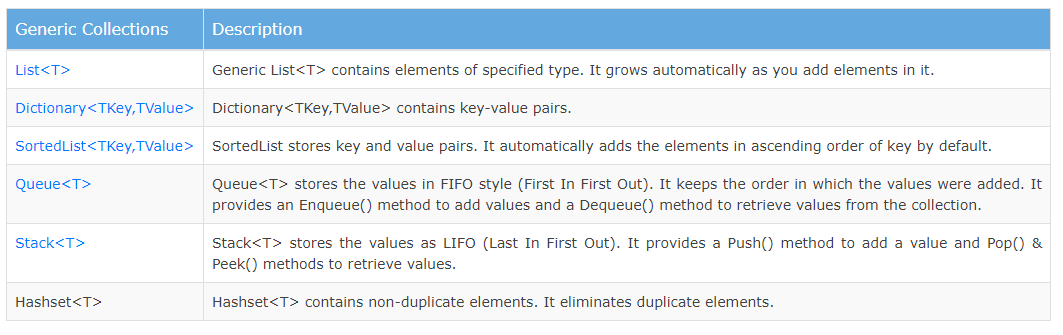 Generic Collections Description
List<T> Generic List<T> contains elements of specified type. It grows automatically as you add elements in it.
Dictionary<TKey,TValue> Dictionary<TKey,TValue> contains key-value pairs.
SortedList<TKey,TValue> SortedList stores key and value pairs. It automatically adds the elements in ascending order of key by default.
Queue<T> Queue<T> stores the values in FIFO style (First In First Out). It keeps the order in which the values were added. It
provides an Enqueue() method to add values and a Dequeue() method to retrieve values from the collection.
Stack<T> Stack<T> stores the values as LIFO (Last In First Out). It provides a Push() method to add a value and Pop() &
Peek() methods to retrieve values.
Hashset<T> Hashset<T> contains non-duplicate elements. It eliminates duplicate elements.